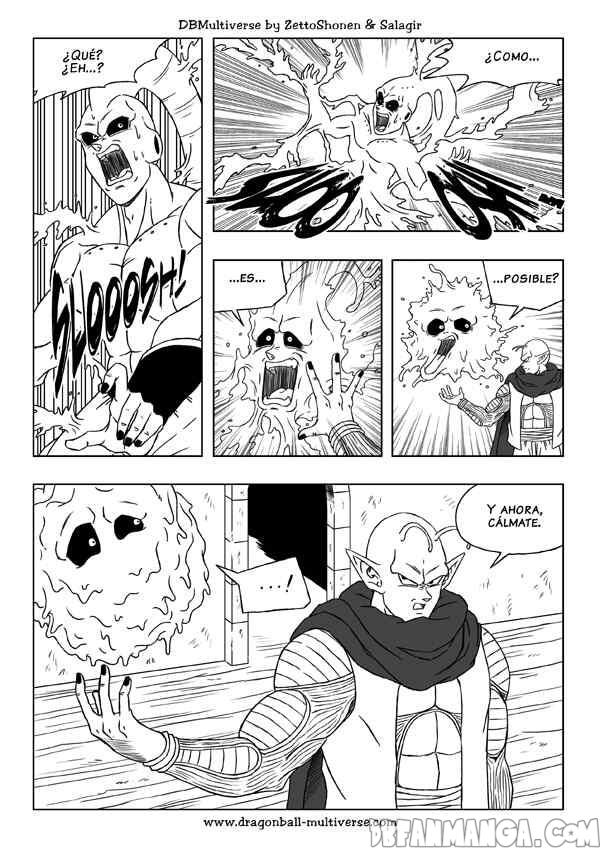 DBMultiverse by ZettoShonen & Salagir
¿QUÉ?
¿EH...?
¿COMO...
SLOOOSH!
...ES...
...POSIBLE?
Y AHORA,
CÁLMATE.
...!
www.dragonball-multiverse.com
DBFANMANGA.COM